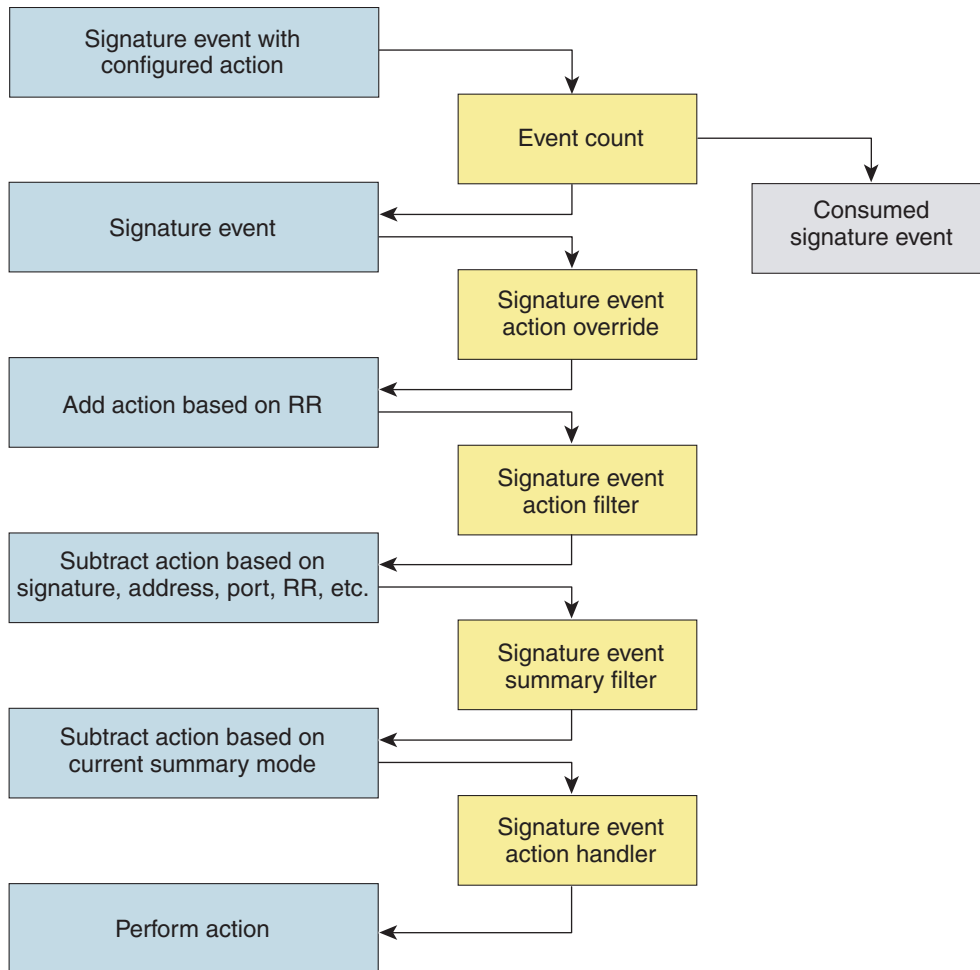 Signature event with
configured action
Event count
Consumed
signature event
Signature event
Signature event
action override
Add action based on RR
Signature event
action filter
Subtract action based on
signature, address, port, RR, etc.
Signature event
summary filter
Subtract action based on
current summary mode
Signature event
action handler
Perform action